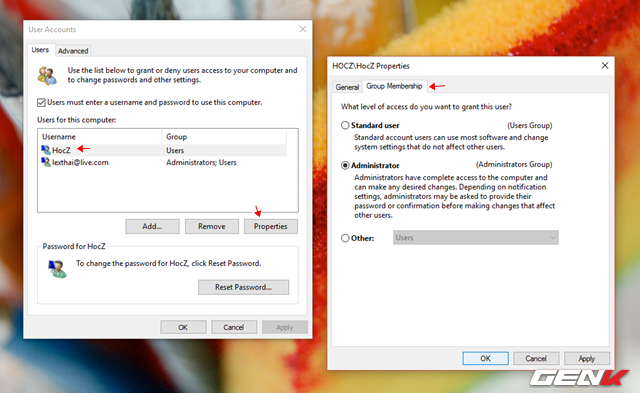 User Accounts
Users
Advanced
Use the list below to grant or deny users access to your computer and
to change passwords and other settings.
Users must enter a username and password to use this computer.
Users for this computer:
Username
Group
HocZ
Users
lexthai@live.com
Administrators; Users
Add...
Remove
Properties
Password for HocZ
To change the password for HocZ, click Reset Password.
Reset Password...
OK
Cancel
Apply
HOCZ\HocZ Properties
General
Group Membership
What level of access do you want to grant this user?
Standard user
(Users Group)
Standard account users can use most software and change
system settings that do not affect other users.
Administrator
(Administrators Group)
Administrators have complete access to the computer and
can make any desired changes. Depending on notification
settings, administrators may be asked to provide their
password or confirmation before making changes that affect
other users.
Other:
Users
OK
Cancel
Apply
GENK